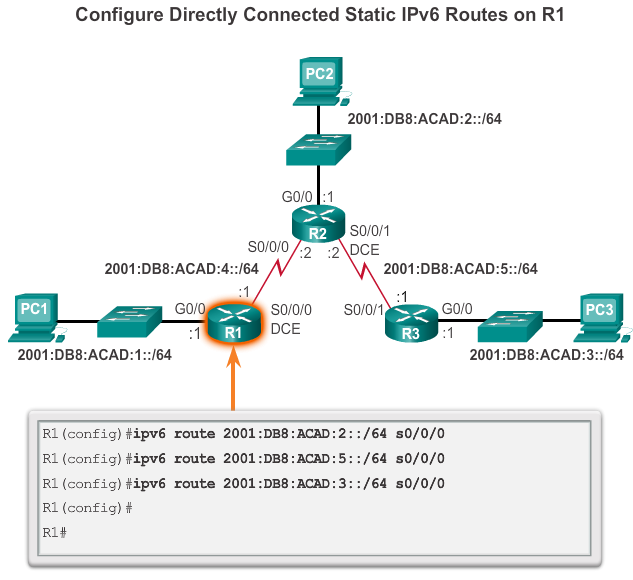 Configure Directly Connected Static IPv6 Routes on R1
PC2
2001:DB8:ACAD:2::/64
G0/0
:1
R2
S0/0/0
S0/0/1
DCE
:2
:2
2001:DB8:ACAD:4::/64
2001:DB8:ACAD:5::/64
:1
:1
PC1
G0/0
S0/0/0
DCE
S0/0/1
G0/0
PC3
:1
R1
R3
:1
2001:DB8:ACAD:1::/64
2001:DB8:ACAD:3::/64
R1(config)#ipv6 route 2001:DB8:ACAD:2::/64 s0/0/0
R1(config)#ipv6 route 2001:DB8:ACAD:5::/64 s0/0/0
R1(config)#ipv6 route 2001:DB8:ACAD:3::/64 s0/0/0
R1(config)#
R1#